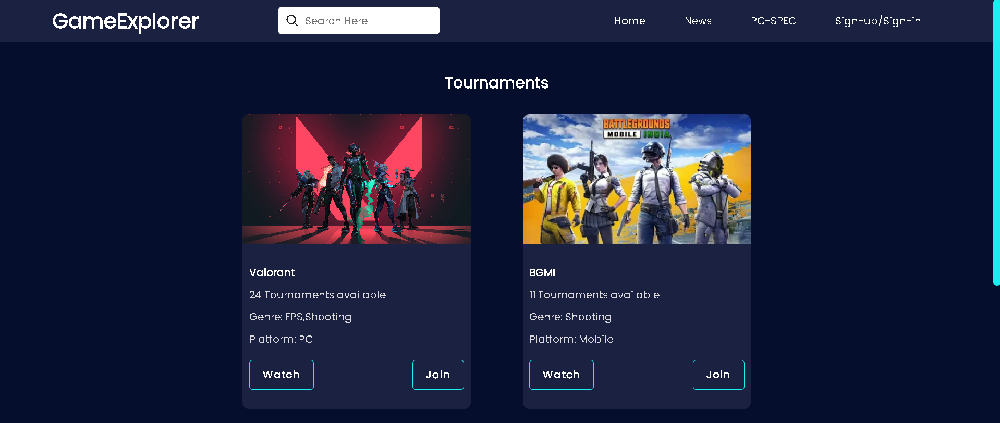 GameExplorer
Search Here
Home
News
PC-SPEC
Sign-up/Sign-in
Tournaments
BATTLEGROUNDS
MOBILE INDIA
Valorant
24 Tournaments available
Genre: FPS,Shooting
Platform: PC
Watch
Join
BGMI
11 Tournaments available
Genre: Shooting
Platform: Mobile
Watch
Join